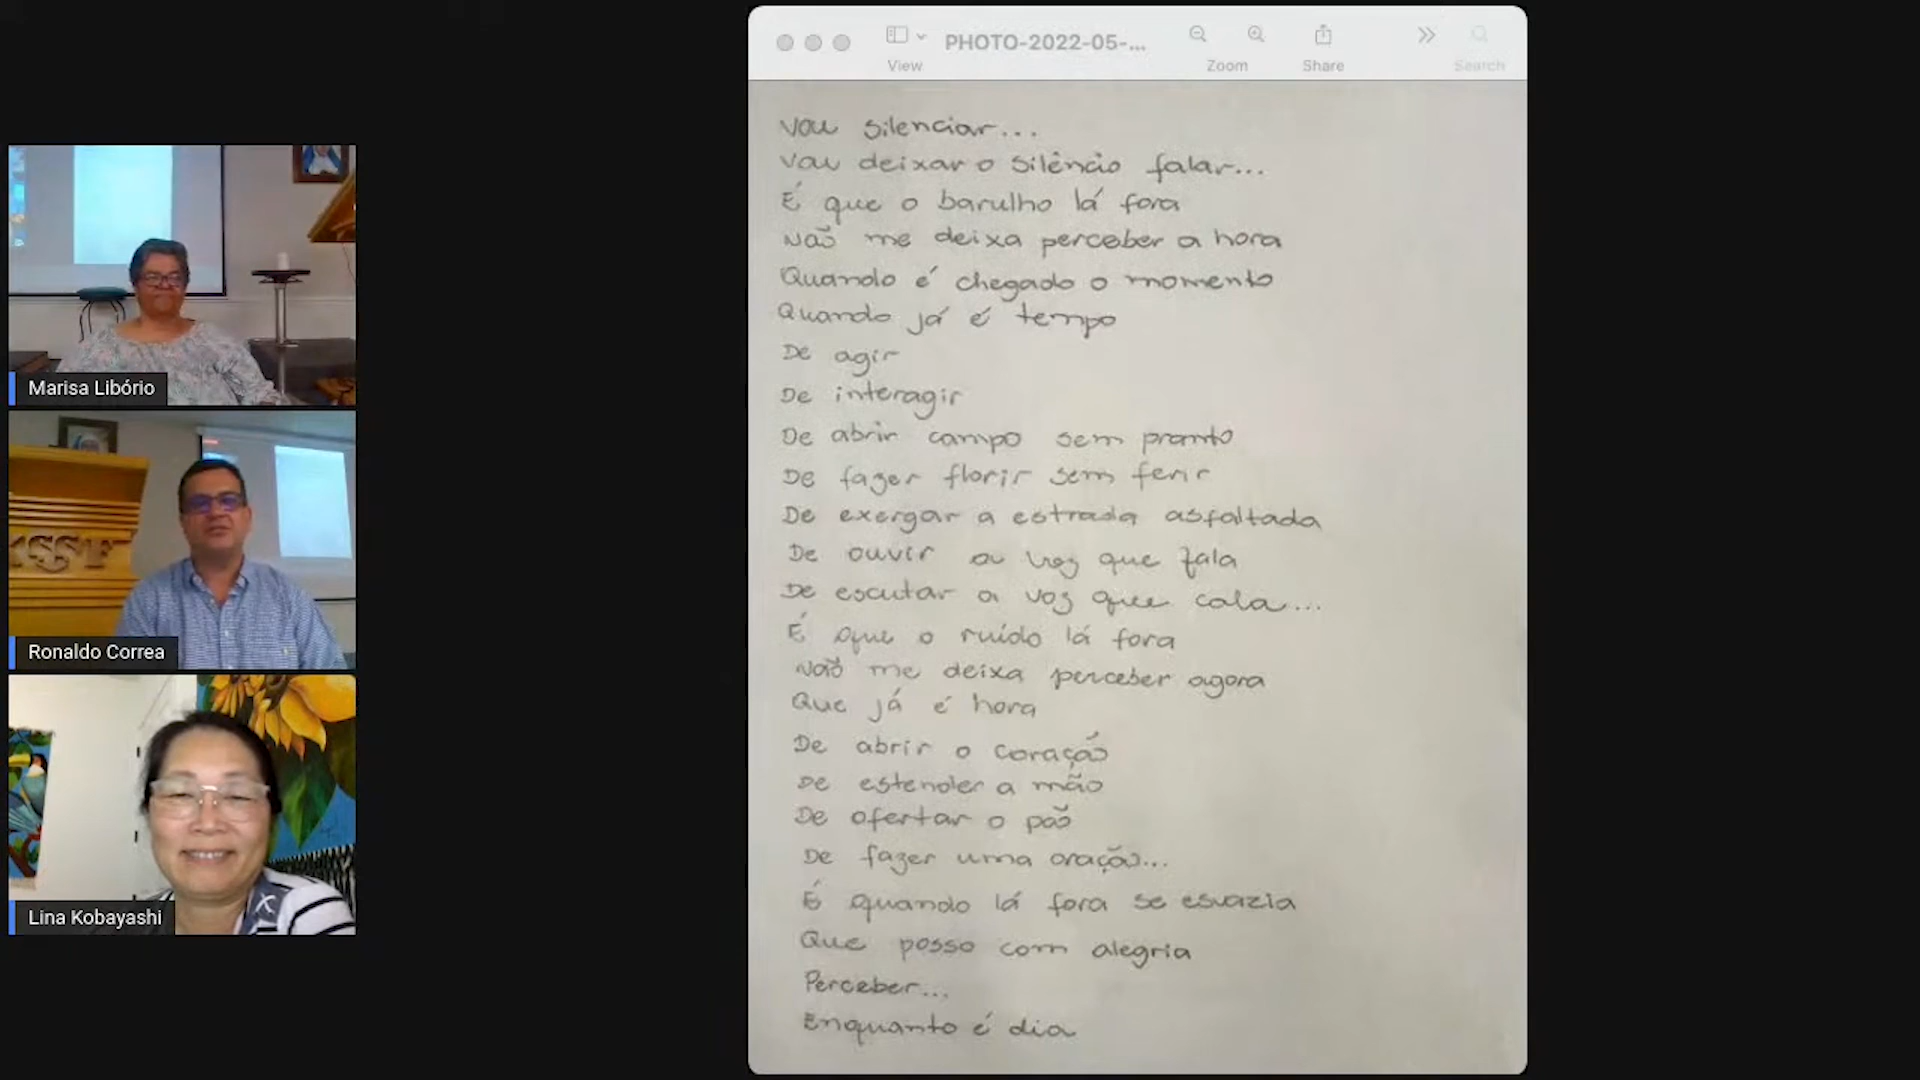 PHOTO-2022-05-...
View
Zoom
Share
Search
Vou silenciar...
Vou deixar o silêncio falar...
É que o barulho lá fora
Não me deixa perceber a hora
Quando é chegado o momento
Quando já é tempo
De agir
De interagir
De abrir campo sem pranto
De fazer florir sem ferir
De exergar a estrada asfaltada
De ouvir a voz que fala
De escutar a voz que cala...
É que o ruído lá fora
Não me deixa perceber agora
Que já é hora
De abrir o coração
De estender a mão
De ofertar o pão
De fazer uma oração...
É quando lá fora se esvazia
Que posso com alegria
Perceber...
Enquanto é dia
Marisa Libório
KSSF
Ronaldo Correa
Lina Kobayashi